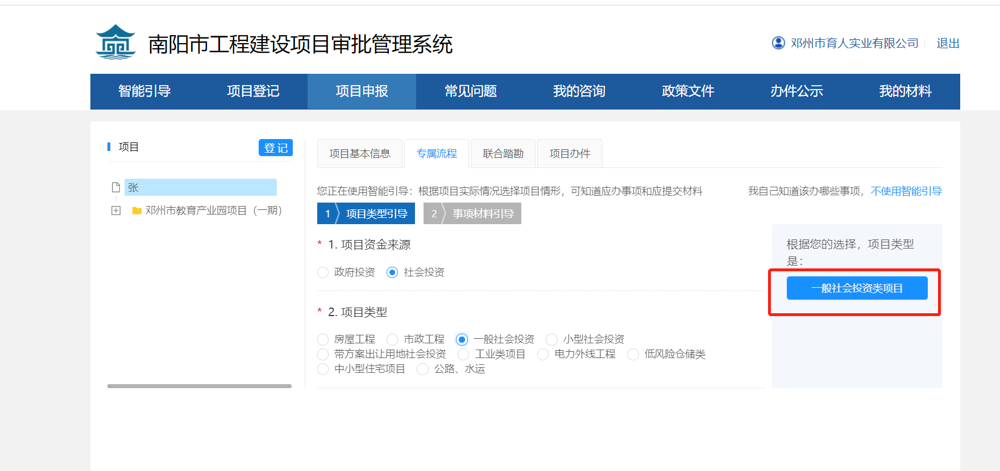 南阳市工程建设项目审批管理系统
邓州市育人实业有限公司 退出
智能引导 项目登记 项目申报 常见问题 我的咨询 政策文件 办件公示 我的材料
项目 登记
张
邓州市教育产业园项目（一期）
项目基本信息 专属流程 联合踏勘 项目办件
您正在使用智能引导：根据项目实际情况选择项目情形，可知道应办事项和应提交材料 我自己知道该办哪些事项，不使用智能引导
1 项目类型引导 2 事项材料引导
* 1. 项目资金来源
政府投资 社会投资
* 2. 项目类型
房屋工程 市政工程 一般社会投资 小型社会投资
带方案出让用地社会投资 工业类项目 电力外线工程 低风险仓储类
中小型住宅项目 公路、水运
根据您的选择，项目类型
是：
一般社会投资类项目